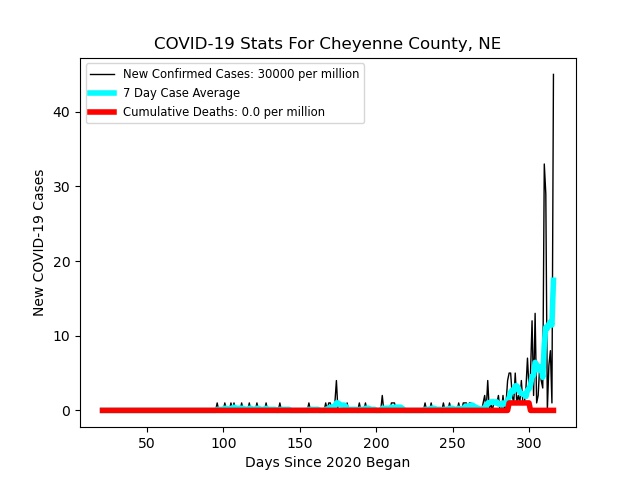 COVID-19 Stats For Cheyenne County, NE
New Confirmed Cases: 30000 per million
7 Day Case Average
Cumulative Deaths: 0.0 per million
New COVID-19 Cases
40
30
20
10
0
50 100 150 200 250 300
Days Since 2020 Began